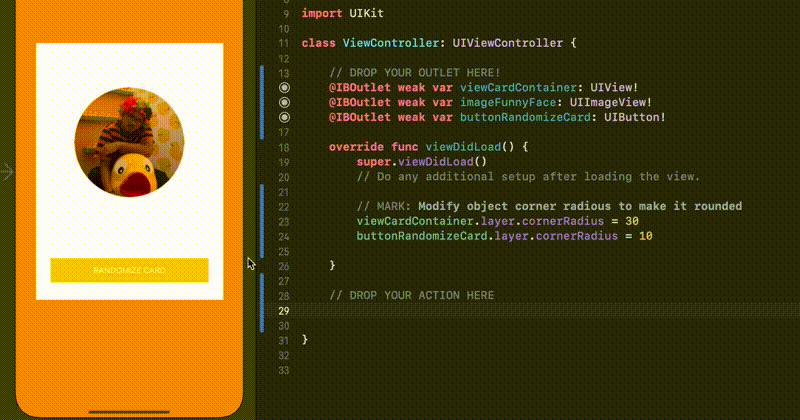 RANDOMIZE CARD
9 import UIKit
10
11 class ViewController: UIViewController {
12
13 // DROP YOUR OUTLET HERE!
@IBOutlet weak var viewCardContainer: UIView!
@IBOutlet weak var imageFunnyFace: UIImageView!
@IBOutlet weak var buttonRandomizeCard: UIButton!
17
18 override func viewDidLoad() {
19 super.viewDidLoad()
20 // Do any additional setup after loading the view.
21
22 // MARK: Modify object corner radious to make it rounded
23 viewCardContainer.layer.cornerRadius = 30
24 buttonRandomizeCard.layer.cornerRadius = 10
25
26 }
27
28 // DROP YOUR ACTION HERE
29
30
31 }
32
33